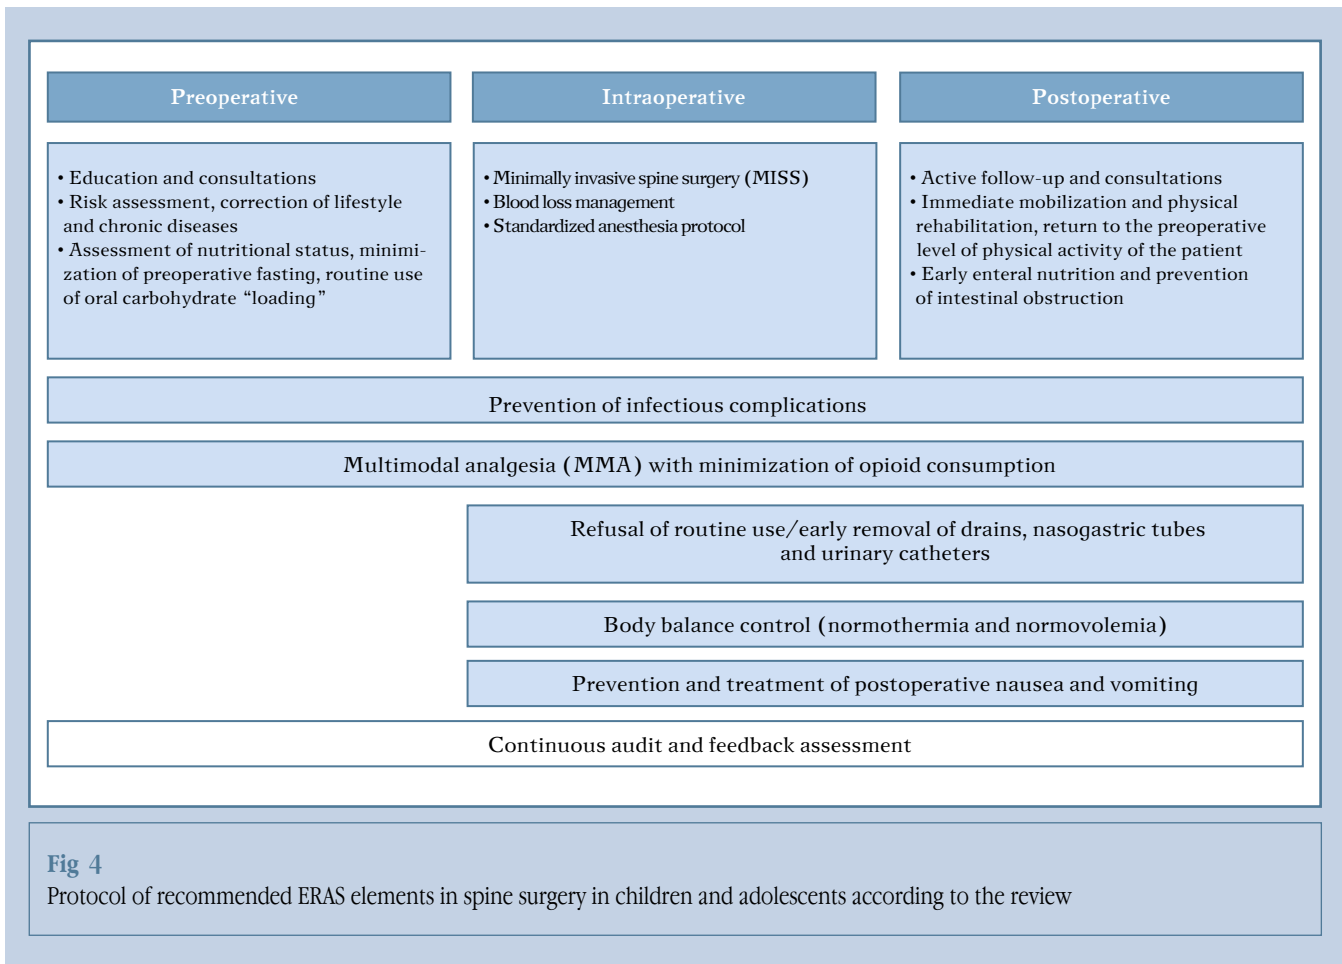 Preoperative
Intraoperative
Postoperative
• Education and consultations
• Risk assessment, correction of lifestyle
and chronic diseases
• Assessment of nutritional status, minimi-
zation of preoperative fasting, routine use
of oral carbohydrate “loading”
• Minimally invasive spine surgery (MISS)
• Blood loss management
• Standardized anesthesia protocol
• Active follow-up and consultations
• Immediate mobilization and physical
rehabilitation, return to the preoperative
level of physical activity of the patient
• Early enteral nutrition and prevention
of intestinal obstruction
Prevention of infectious complications
Multimodal analgesia (MMA) with minimization of opioid consumption
Refusal of routine use/early removal of drains, nasogastric tubes
and urinary catheters
Body balance control (normothermia and normovolemia)
Prevention and treatment of postoperative nausea and vomiting
Continuous audit and feedback assessment
Fig 4
Protocol of recommended ERAS elements in spine surgery in children and adolescents according to the review